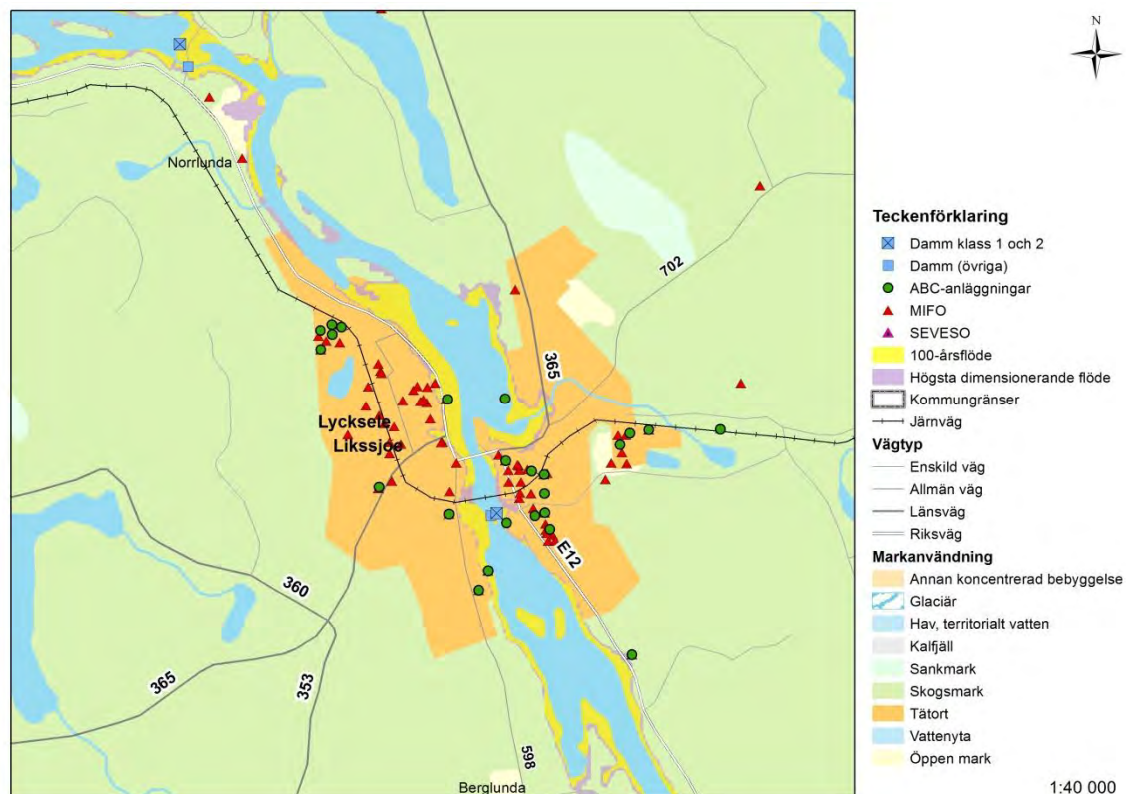 N
Norrlunda
702
365
Lycksele
Likssjoe
E12
360
365
353
598
Berglunda
Teckenförklaring
Damm klass 1 och 2
Damm (övriga)
ABC-anläggningar
MIFO
SEVESO
100-årsflöde
Högsta dimensionerande flöde
Kommungränser
Järnväg
Vägtyp
Enskild väg
Allmän väg
Länsväg
Riksväg
Markanvändning
Annan koncentrerad bebyggelse
Glaciär
Hav, territorialt vatten
Kalfjäll
Sankmark
Skogsmark
Tätort
Vattenyta
Öppen mark
1:40 000